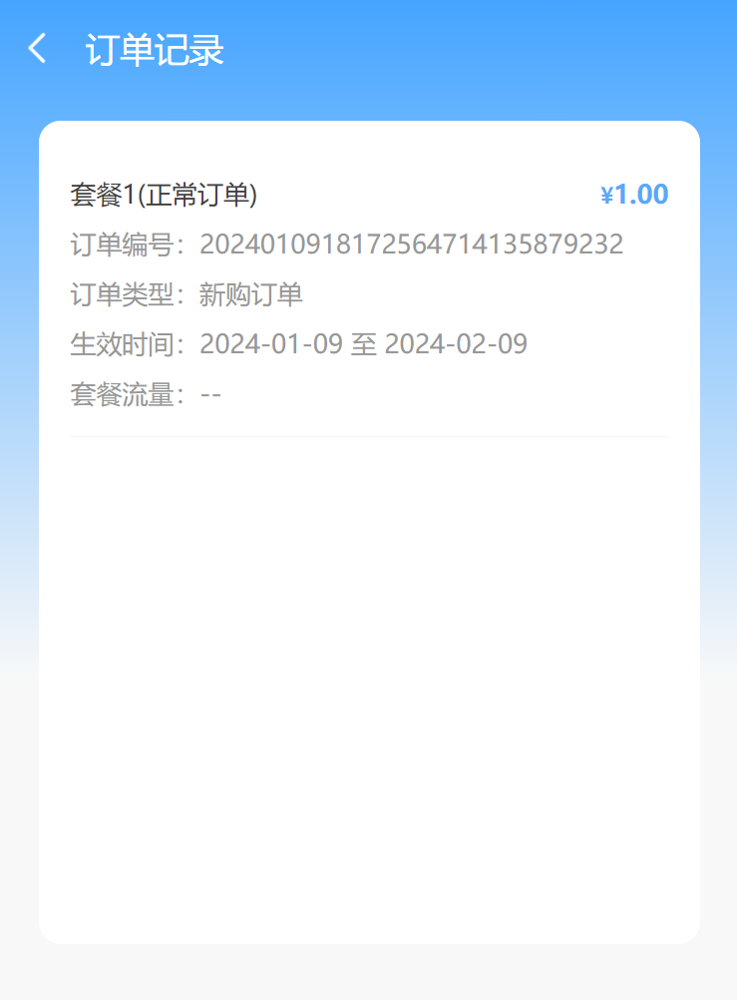 订单记录
套餐1(正常订单) ¥1.00
订单编号：2024010918172564714135879232
订单类型：新购订单
生效时间：2024-01-09 至 2024-02-09
套餐流量：--